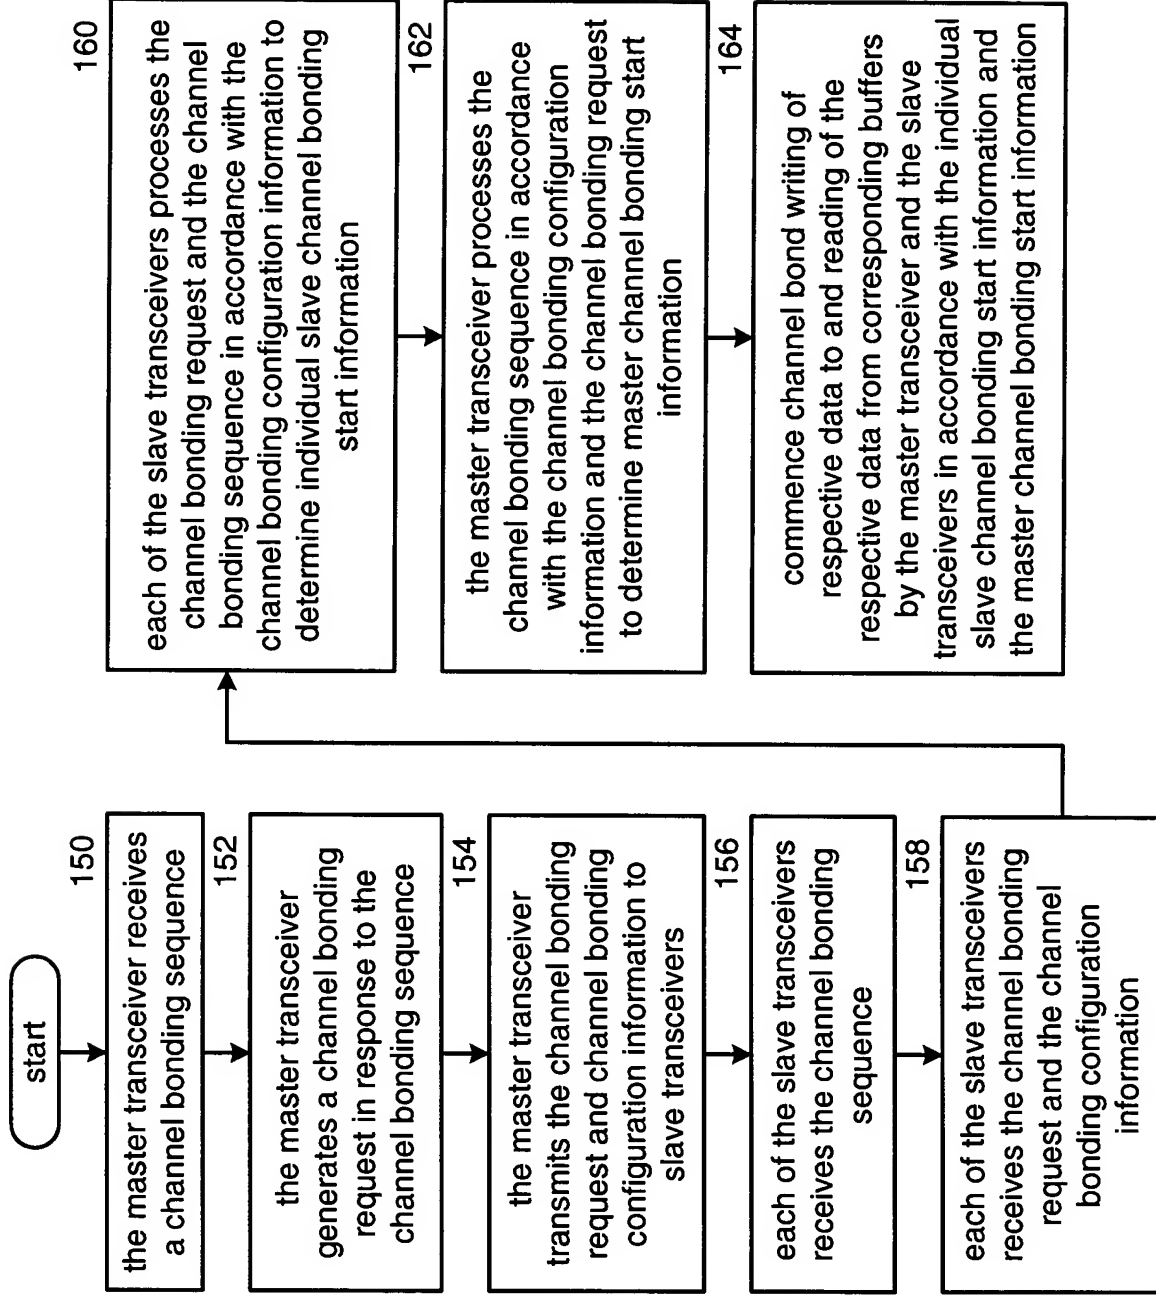 start
150
the master transceiver receives
a channel bonding sequence
152
the master transceiver
generates a channel bonding
request in response to the
channel bonding sequence
154
the master transceiver
transmits the channel bonding
request and channel bonding
configuration information to
slave transceivers
156
each of the slave transceivers
receives the channel bonding
sequence
158
each of the slave transceivers
receives the channel bonding
request and the channel
bonding configuration
information
160
each of the slave transceivers processes the
channel bonding request and the channel
bonding sequence in accordance with the
channel bonding configuration information to
determine individual slave channel bonding
start information
162
the master transceiver processes the
channel bonding sequence in accordance
with the channel bonding configuration
information and the channel bonding request
to determine master channel bonding start
information
164
commence channel bond writing of
respective data to and reading of the
respective data from corresponding buffers
by the master transceiver and the slave
transceivers in accordance with the individual
slave channel bonding start information and
the master channel bonding start information